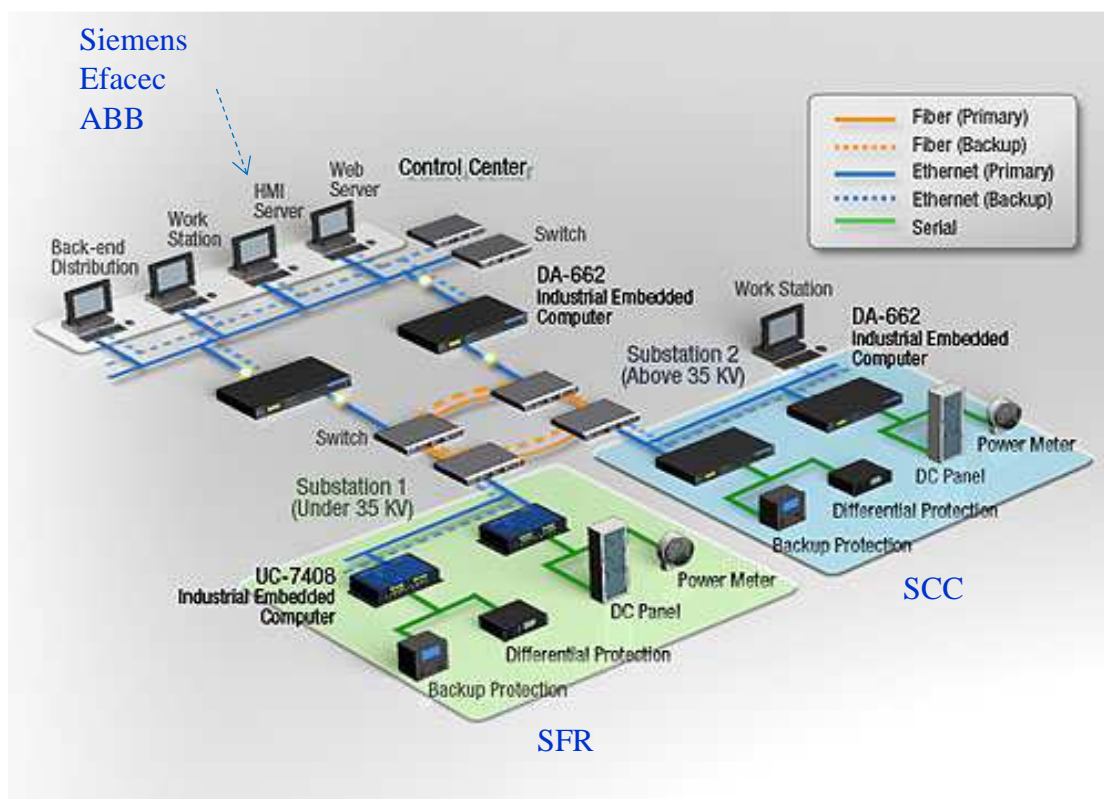 Siemens
Efacec
ABB
Fiber (Primary)
Fiber (Backup)
Ethernet (Primary)
Ethernet (Backup)
Serial
Control Center
Web
Server
HMI
Server
Work
Station
Back-end
Distribution
Switch
DA-662
Industrial Embedded
Computer
Work Station
DA-662
Industrial Embedded
Computer
Substation 2
(Above 35 KV)
Switch
Power Meter
DC Panel
Differential Protection
Backup Protection
SCC
Substation 1
(Under 35 KV)
UC-7408
Industrial Embedded
Computer
Power Meter
DC Panel
Differential Protection
Backup Protection
SFR